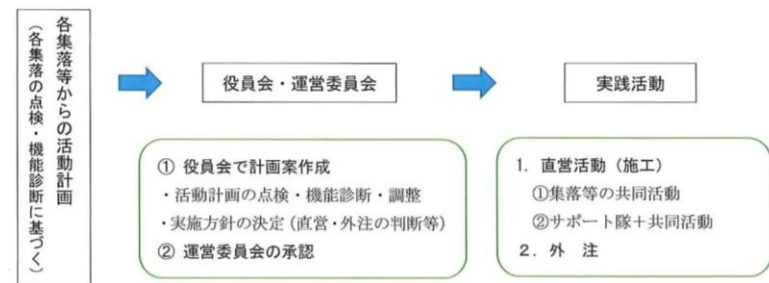 各集落等からの活動計画
（各集落の点検・機能診断に基づく）
役員会・運営委員会
実践活動
① 役員会で計画案作成
・活動計画の点検・機能診断・調整
・実施方針の決定（直営・外注の判断等）
② 運営委員会の承認
1. 直営活動（施工）
①集落等の共同活動
②サポート隊＋共同活動
2. 外 注